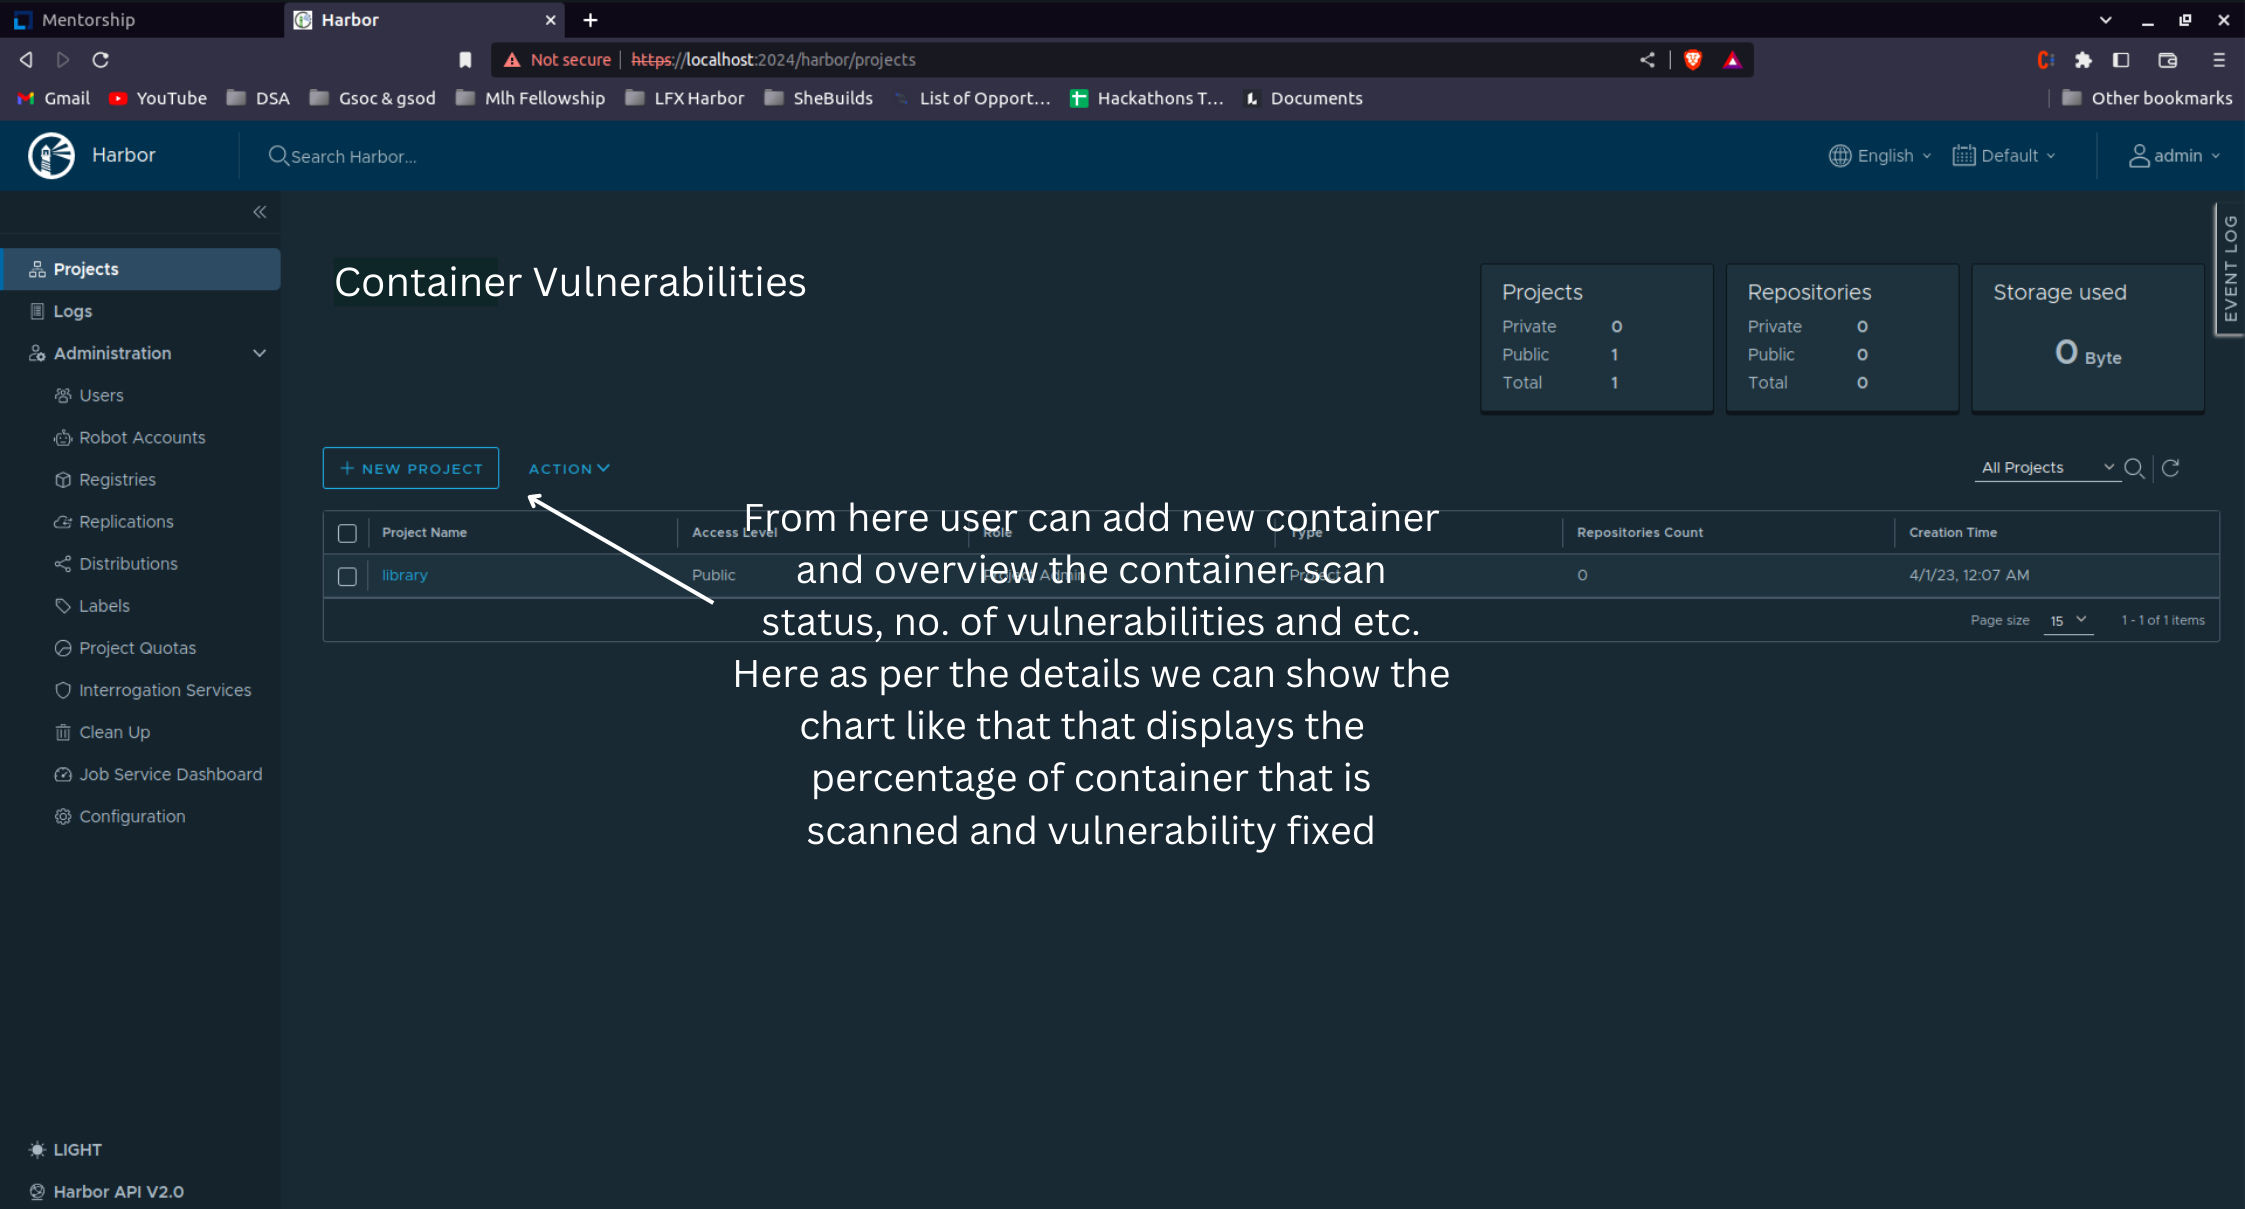 Mentorship
Harbor
Not secure https://localhost:2024/harbor/projects
Gmail YouTube DSA Gsoc & gsod Mlh Fellowship LFX Harbor SheBuilds List of Opport... Hackathons T... Documents Other bookmarks
Harbor Search Harbor... English Default admin
EVENT LOG
Projects
Logs
Administration
Users
Robot Accounts
Registries
Replications
Distributions
Labels
Project Quotas
Interrogation Services
Clean Up
Job Service Dashboard
Configuration
LIGHT
Harbor API V2.0
Container Vulnerabilities
Projects
Private 0
Public 1
Total 1
Repositories
Private 0
Public 0
Total 0
Storage used
0 Byte
+ NEW PROJECT ACTION
All Projects
Project Name Access Level Role Type Repositories Count Creation Time
library Public Project Admin Project 0 4/1/23, 12:07 AM
Page size 15 1 - 1 of 1 items
From here user can add new container
and overview the container scan
status, no. of vulnerabilities and etc.
Here as per the details we can show the
chart like that that displays the
percentage of container that is
scanned and vulnerability fixed